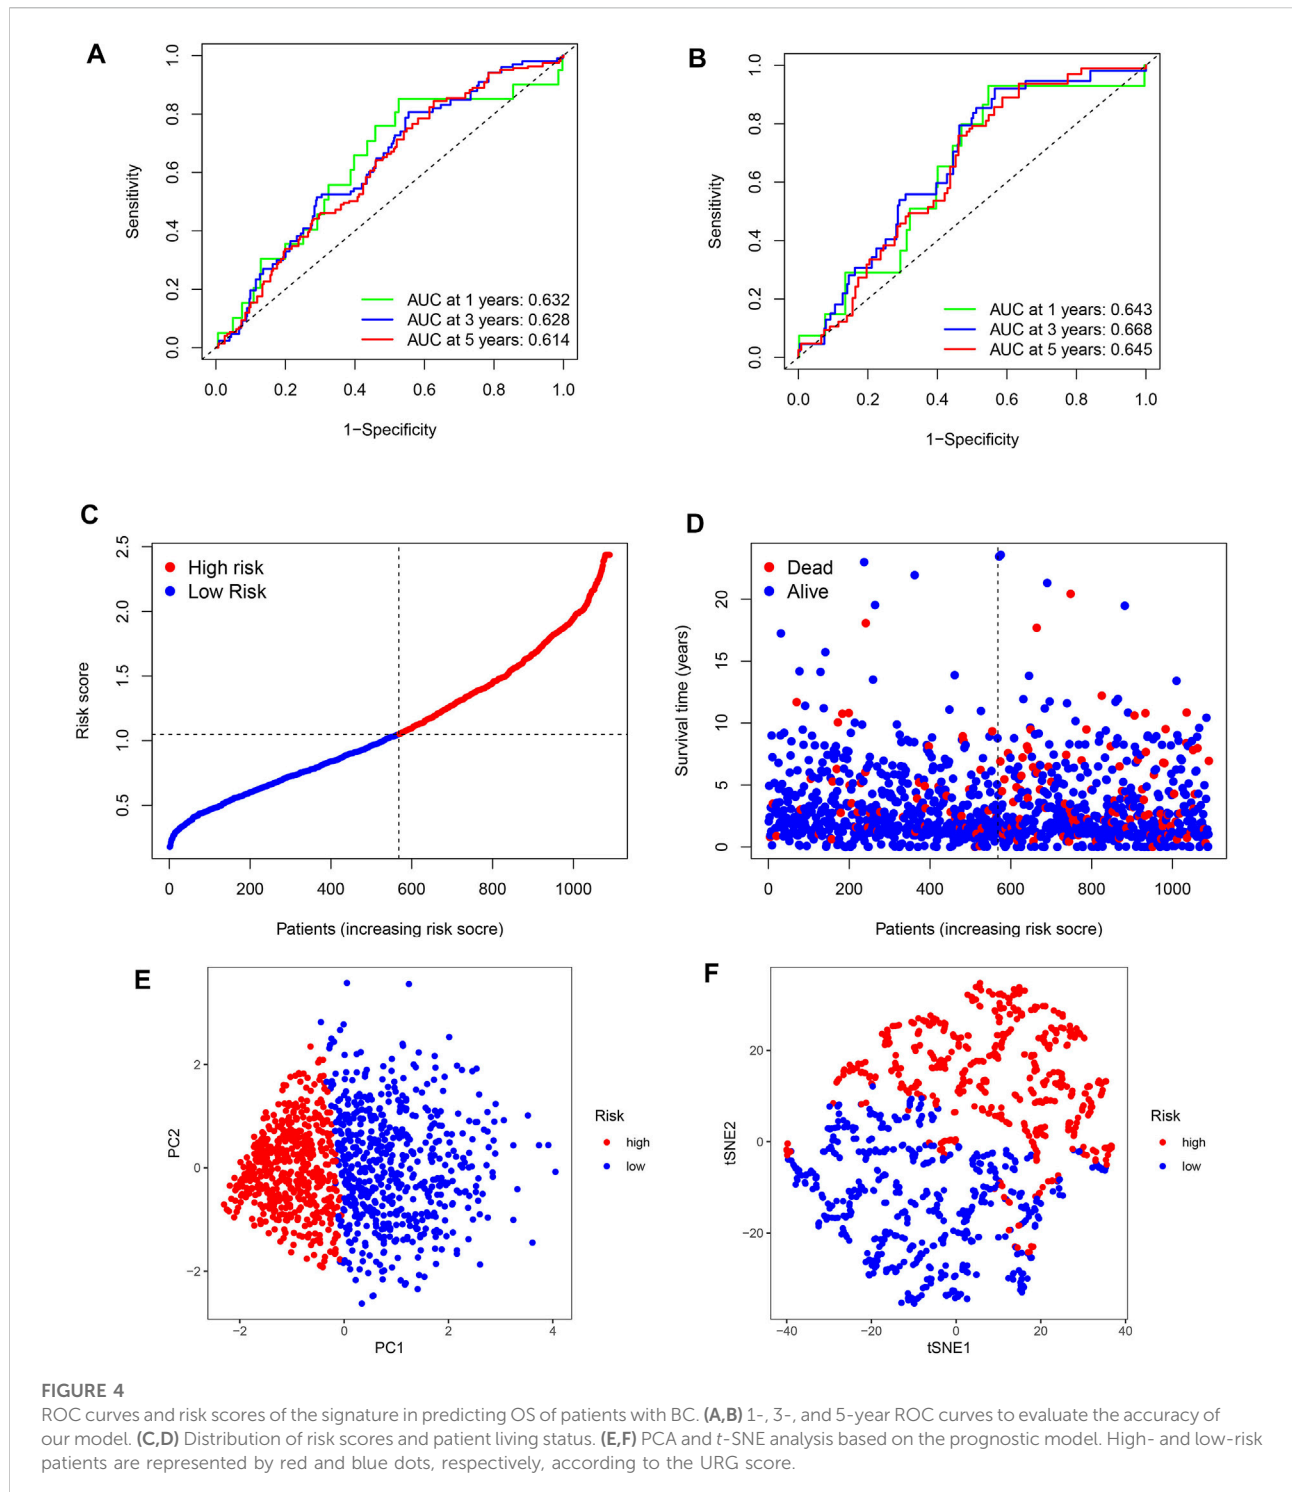 A
1.0
0.8
0.6
0.4
0.2
0.0
Sensitivity
AUC at 1 years: 0.632
AUC at 3 years: 0.628
AUC at 5 years: 0.614
0.0 0.2 0.4 0.6 0.8 1.0
1−Specificity
B
1.0
0.8
0.6
0.4
0.2
0.0
Sensitivity
AUC at 1 years: 0.643
AUC at 3 years: 0.668
AUC at 5 years: 0.645
0.0 0.2 0.4 0.6 0.8 1.0
1−Specificity
C
2.5
2.0
1.5
1.0
0.5
Risk score
High risk
Low Risk
0 200 400 600 800 1000
Patients (increasing risk socre)
D
20
15
10
5
0
Survival time (years)
Dead
Alive
0 200 400 600 800 1000
Patients (increasing risk socre)
E
2
0
−2
PC2
−2 0 2 4
PC1
Risk
high
low
F
20
0
−20
tSNE2
−40 −20 0 20 40
tSNE1
Risk
high
low
FIGURE 4
ROC curves and risk scores of the signature in predicting OS of patients with BC. (A,B) 1-, 3-, and 5-year ROC curves to evaluate the accuracy of
our model. (C,D) Distribution of risk scores and patient living status. (E,F) PCA and t-SNE analysis based on the prognostic model. High- and low-risk
patients are represented by red and blue dots, respectively, according to the URG score.